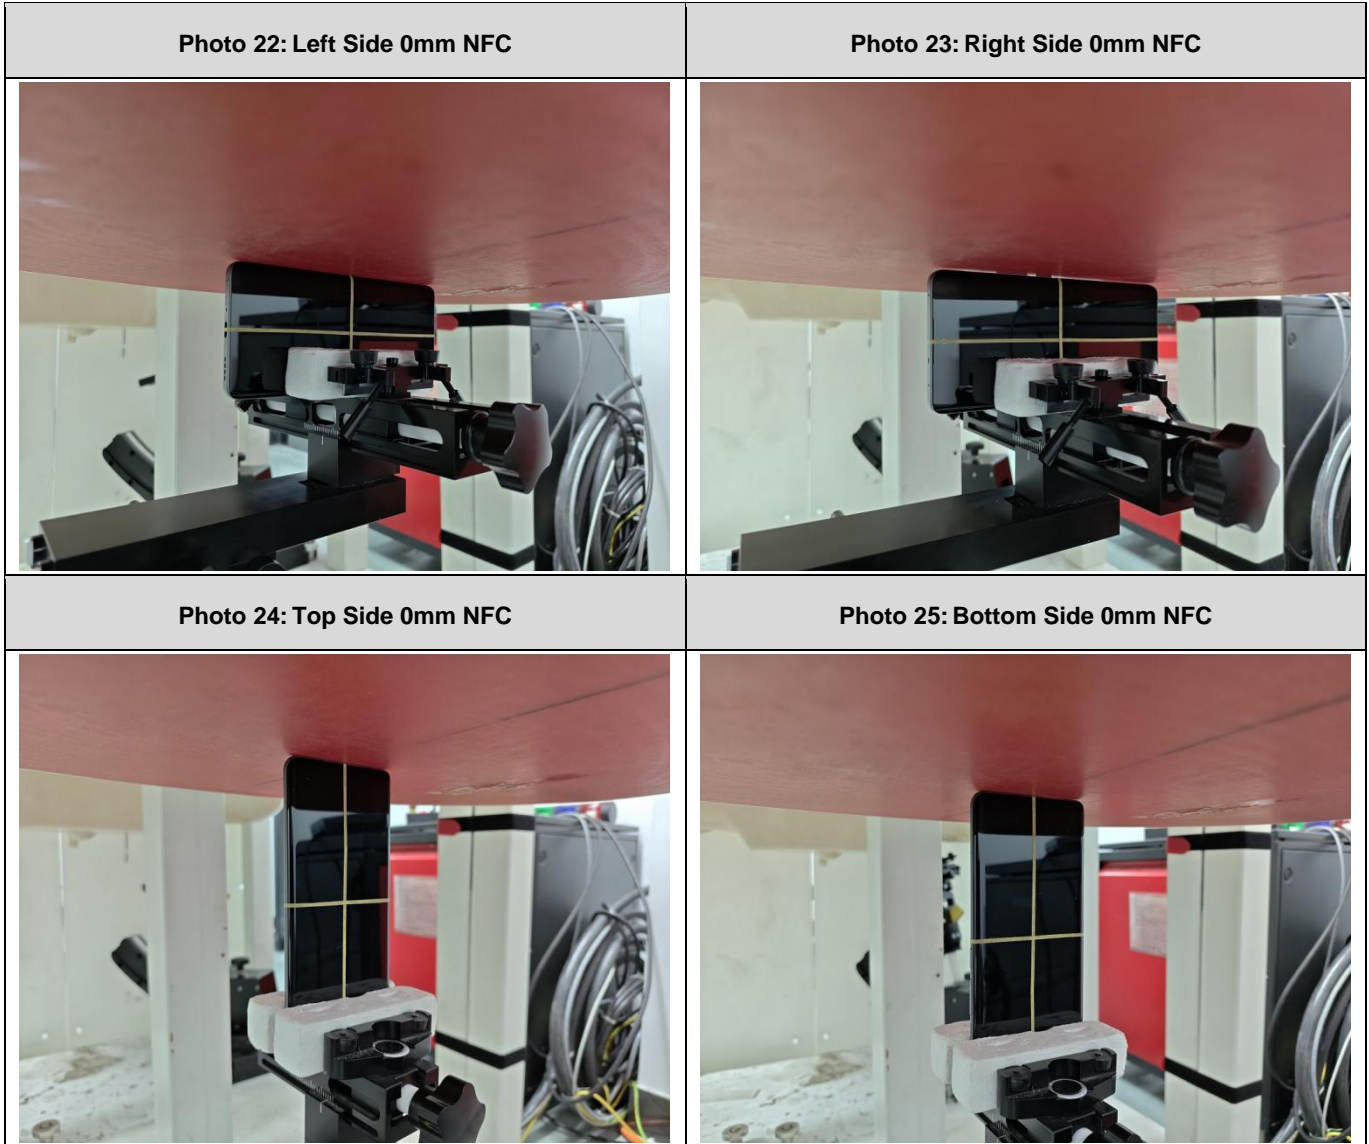 Photo 22: Left Side 0mm NFC
Photo 23: Right Side 0mm NFC
Photo 24: Top Side 0mm NFC
Photo 25: Bottom Side 0mm NFC